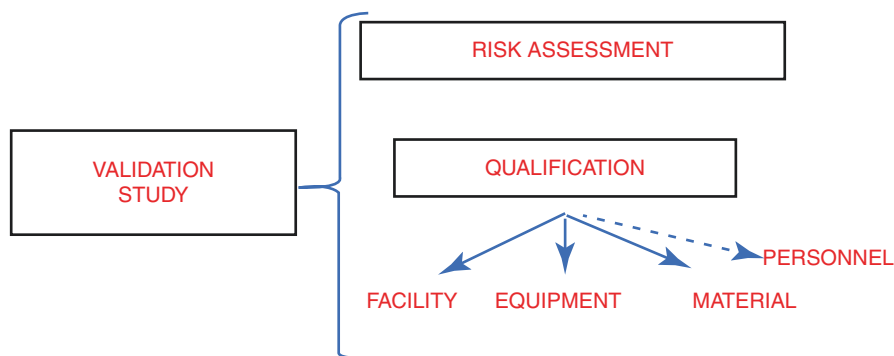 RISK ASSESSMENT
VALIDATION
STUDY
QUALIFICATION
PERSONNEL
FACILITY
EQUIPMENT
MATERIAL